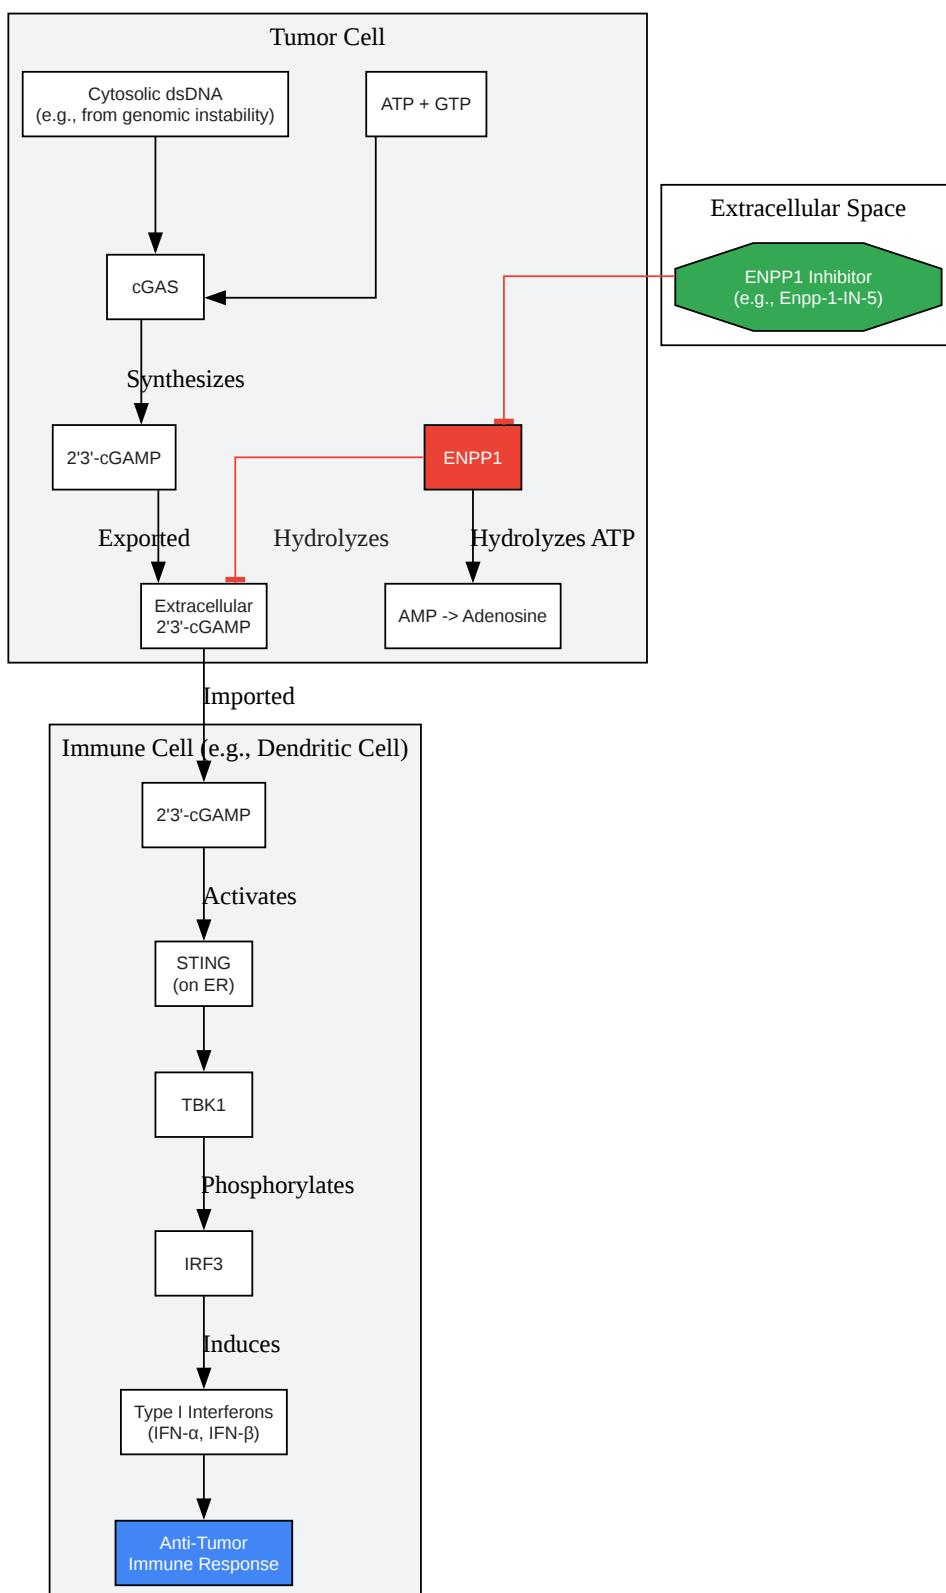 Tumor Cell
Cytosolic dsDNA
(e.g., from genomic instability)
ATP + GTP
Extracellular Space
ENPP1 Inhibitor
(e.g., Enpp-1-IN-5)
cGAS
Synthesizes
2'3'-cGAMP
ENPP1
Exported
Hydrolyzes
Hydrolyzes ATP
Extracellular
2'3'-cGAMP
AMP -> Adenosine
Imported
Immune Cell (e.g., Dendritic Cell)
2'3'-cGAMP
Activates
STING
(on ER)
TBK1
Phosphorylates
IRF3
Induces
Type I Interferons
(IFN-α, IFN-β)
Anti-Tumor
Immune Response